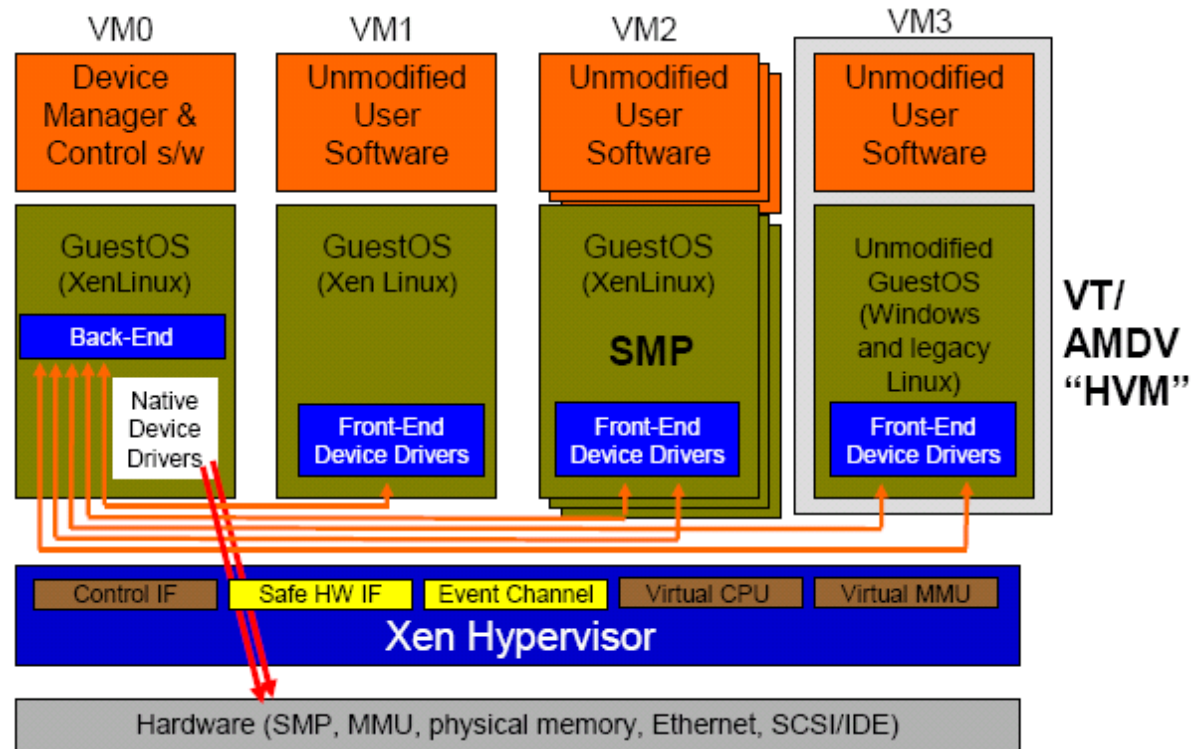 VM0
Device
Manager &
Control s/w
GuestOS
(XenLinux)
Back-End
Native
Device
Drivers
VM1
Unmodified
User
Software
GuestOS
(Xen Linux)
Front-End
Device Drivers
VM2
Unmodified
User
Software
GuestOS
(XenLinux)
SMP
Front-End
Device Drivers
VM3
Unmodified
User
Software
Unmodified
GuestOS
(Windows
and legacy
Linux)
Front-End
Device Drivers
VT/
AMDV
“HVM”
Control IF
Safe HW IF
Event Channel
Virtual CPU
Virtual MMU
Xen Hypervisor
Hardware (SMP, MMU, physical memory, Ethernet, SCSI/IDE)